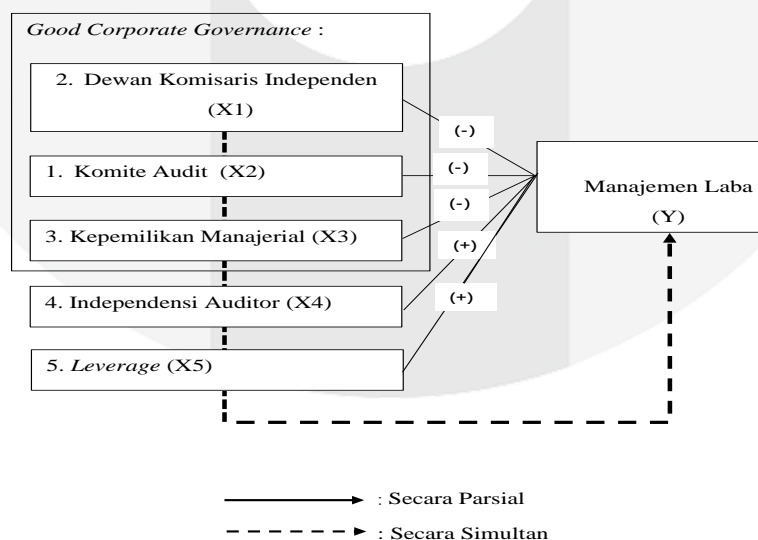 Good Corporate Governance :
2. Dewan Komisaris Independen
(X1)
(-)
1. Komite Audit (X2)
(-)
Manajemen Laba
(Y)
(-)
3. Kepemilikan Manajerial (X3)
(+)
4. Independensi Auditor (X4)
(+)
5. Leverage (X5)
: Secara Parsial
: Secara Simultan